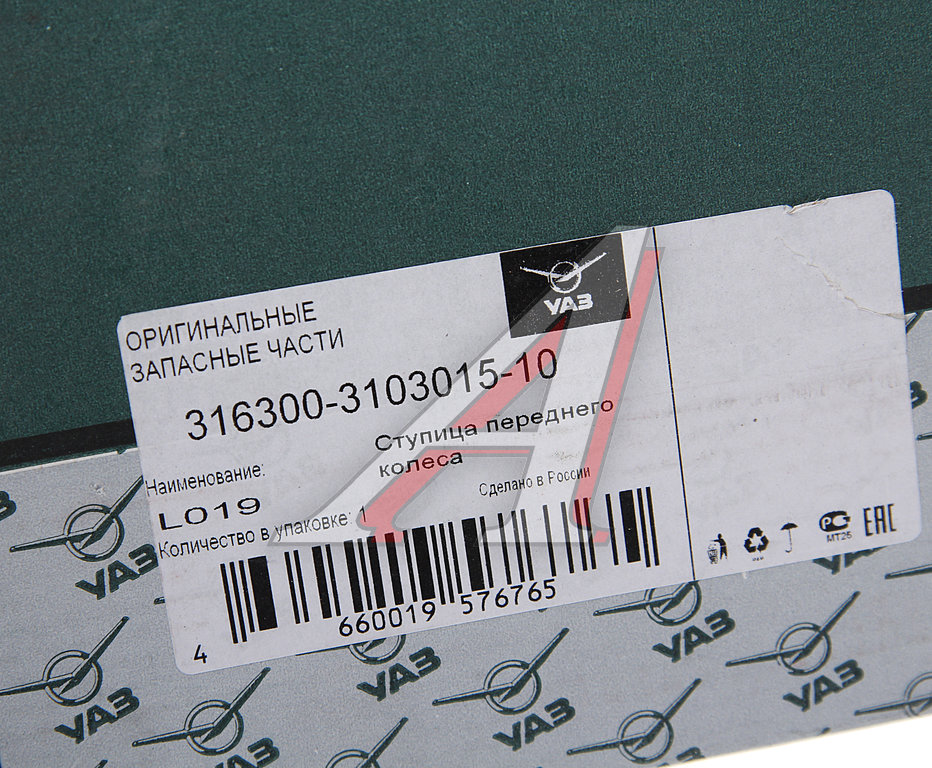 ОРИГИНАЛЬНЫЕ
ЗАПАСНЫЕ ЧАСТИ
УАЗ
316300-3103015-10
Ступица переднего
колеса
Наименование:
L019
Сделано в России
Количество в упаковке: 1
4 660019 576765
РС
МТ25
EAC
УАЗ
УАЗ
УАЗ
УАЗ
УАЗ
УАЗ
УАЗ